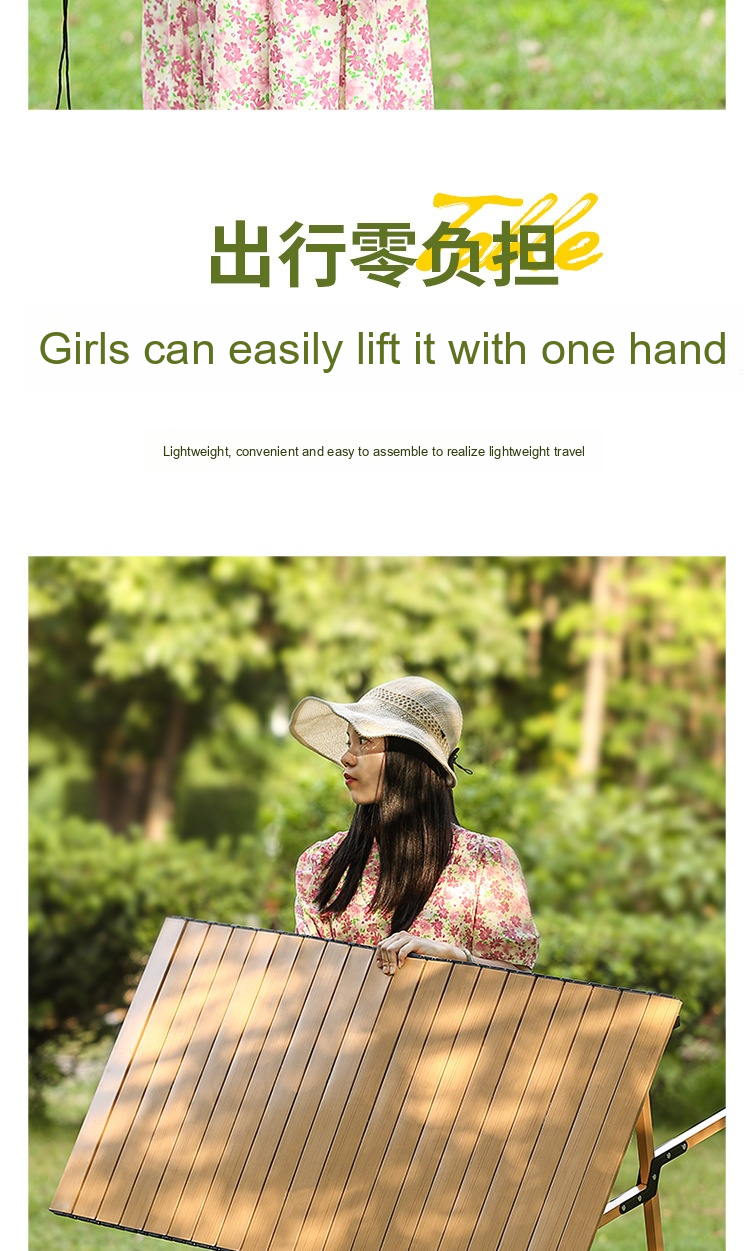 Table
出行零负担
Girls can easily lift it with one hand
Lightweight, convenient and easy to assemble to realize lightweight travel